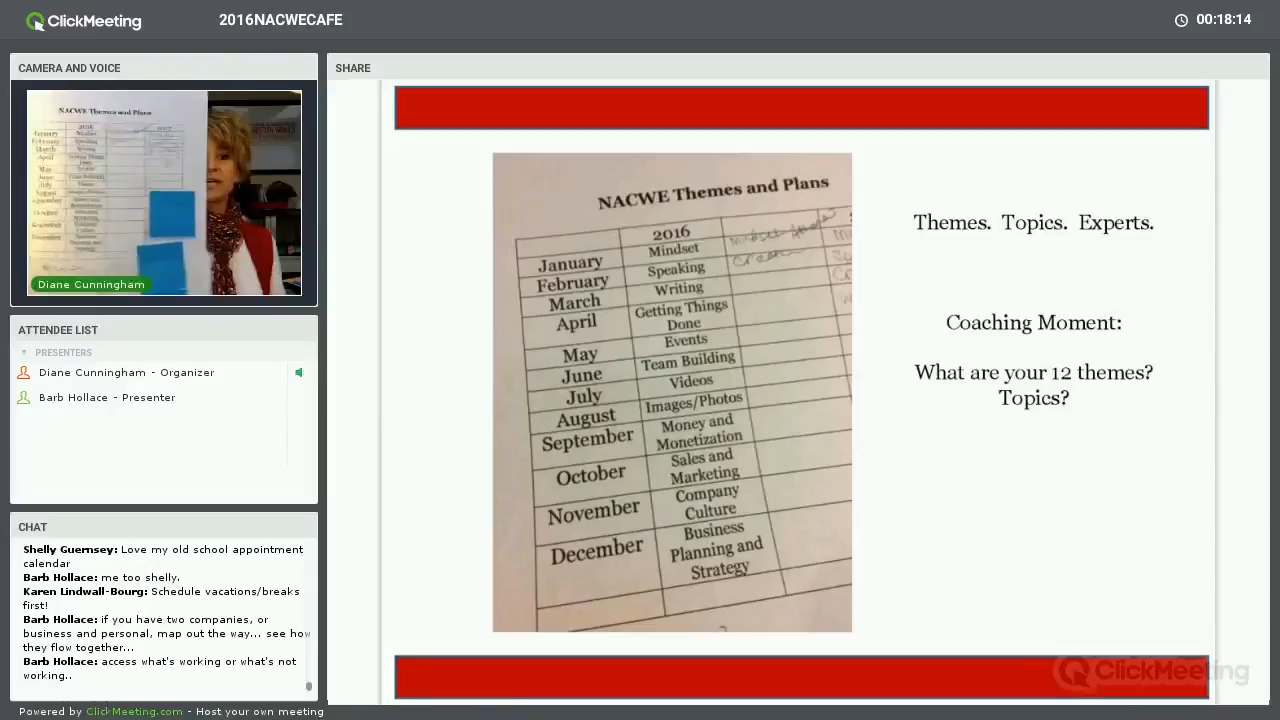 ClickMeeting
2016NACWECAFE
00:18:14
CAMERA AND VOICE
NACWE Themes and Plans
Diane Cunningham
ATTENDEE LIST
PRESENTERS
Diane Cunningham - Organizer
Barb Hollace - Presenter
CHAT
Shelly Guernsey: Love my old school appointment
calendar
Barb Hollace: me too shelly.
Karen Lindwall-Bourg: Schedule vacations/breaks
first!
Barb Hollace: if you have two companies, or
business and personal, map out the way... see how
they flow together...
Barb Hollace: access what's working or what's not
working..
Powered by ClickMeeting.com - Host your own meeting
SHARE
NACWE Themes and Plans
2016
January Mindset
February Speaking
March Writing
April Getting Things
Done
May Events
June Team Building
July Videos
August Images/Photos
September Money and
Monetization
October Sales and
Marketing
November Company
Culture
December Business
Planning and
Strategy
Themes. Topics. Experts.
Coaching Moment:
What are your 12 themes?
Topics?
ClickMeeting